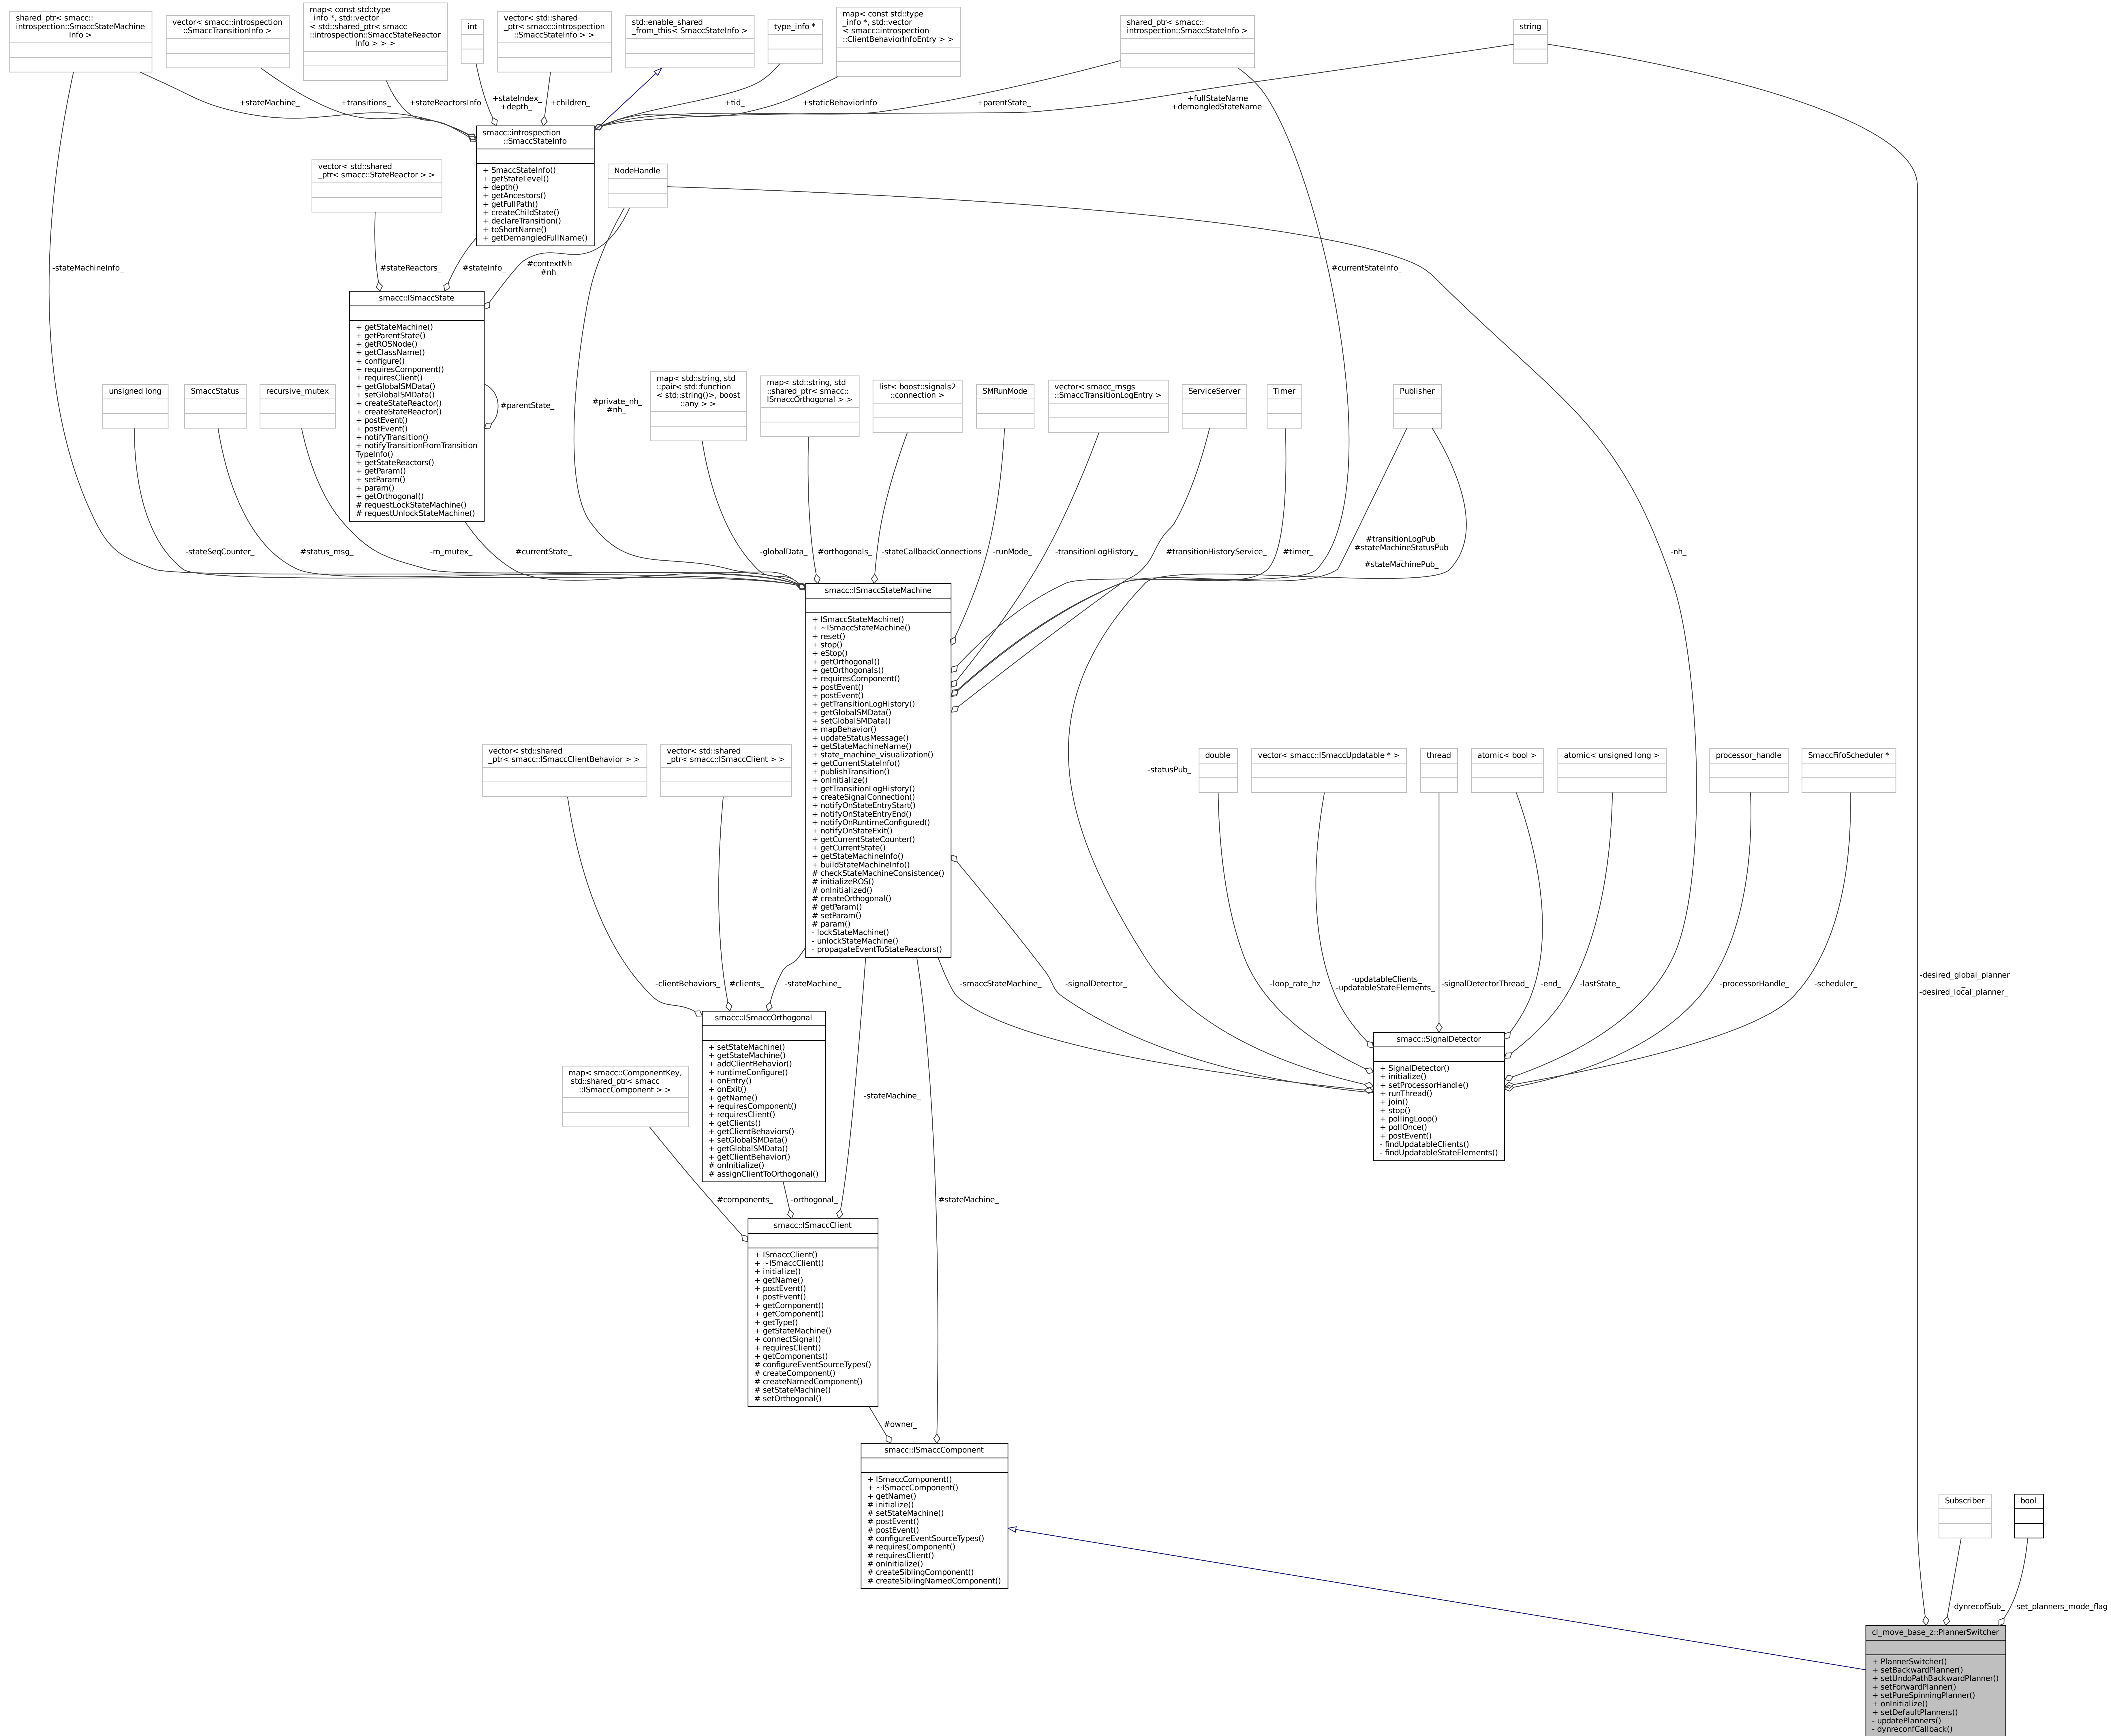 shared_ptr< smacc::
introspection::SmaccStateMachine
Info >
vector< smacc::introspection
::SmaccTransitionInfo >
map< std::type
_info *, std::vector
< std::shared_ptr< smacc
::introspection::SmaccStateReactor
Info > > >
int
vector< std::shared
_ptr< smacc::introspection
::SmaccStateInfo > >
std::enable_shared
_from_this< SmaccStateInfo >
type_info *
map< const std::type
_info *, std::vector
< smacc::introspection
::ClientBehaviorInfoEntry > >
shared_ptr< smacc::
introspection::SmaccStateInfo >
string
+stateMachine_
+transitions_
+stateReactorsInfo
+stateIndex_
+depth_
+children_
+tid_
+staticBehaviorInfo
+parentState_
+fullStateName
+demangledStateName
smacc::introspection
::SmaccStateInfo
+ SmaccStateInfo()
+ getStateLevel()
+ depth()
+ getAncestors()
+ getFullPath()
+ createChildState()
+ declareTransition()
+ toShortName()
+ getDemangledFullName()
vector< std::shared
_ptr< smacc::StateReactor > >
NodeHandle
-stateMachineInfo_
#stateReactors_
#stateInfo_
#contextNh
#nh
#currentStateInfo_
smacc::ISmaccState
+ getStateMachine()
+ getParentState()
+ getROSNode()
+ getClassName()
+ configure()
+ requiresComponent()
+ requiresClient()
+ getGlobalSMData()
+ setGlobalSMData()
+ createStateReactor()
+ createStateReactor()
+ postEvent()
+ postEvent()
+ notifyTransition()
+ notifyTransitionFromTransition
TypeInfo()
+ getStateReactors()
+ getParam()
+ setParam()
+ param()
+ getOrthogonal()
# requestLockStateMachine()
# requestUnlockStateMachine()
#parentState_
unsigned long
SmaccStatus
recursive_mutex
#private_nh_
#nh_
map< std::string, std
::pair< std::function
< std::string()>, boost
::any > >
map< std::string, std
::shared_ptr< smacc::
ISmaccOrthogonal > >
list< boost::signals2
::connection >
SMRunMode
vector< smacc_msgs
::SmaccTransitionLogEntry >
ServiceServer
Timer
Publisher
-stateSeqCounter_
#status_msg_
-m_mutex_
#currentState_
-globalData_
#orthogonals_
-stateCallbackConnections
-runMode_
-transitionLogHistory_
#transitionHistoryService_
#timer_
#transitionLogPub_
#stateMachineStatusPub
_
#stateMachinePub_
-nh_
smacc::ISmaccStateMachine
+ ISmaccStateMachine()
+ ~ISmaccStateMachine()
+ reset()
+ stop()
+ eStop()
+ getOrthogonal()
+ getOrthogonals()
+ requiresComponent()
+ postEvent()
+ postEvent()
+ getTransitionLogHistory()
+ getGlobalSMData()
+ setGlobalSMData()
+ mapBehavior()
+ updateStatusMessage()
+ getStateMachineName()
+ state_machine_visualization()
+ getCurrentStateInfo()
+ publishTransition()
+ onInitialize()
+ getTransitionLogHistory()
+ createSignalConnection()
+ notifyOnStateEntryStart()
+ notifyOnStateEntryEnd()
+ notifyOnRuntimeConfigured()
+ notifyOnStateExit()
+ getCurrentStateCounter()
+ getCurrentState()
+ getStateMachineInfo()
+ buildStateMachineInfo()
# checkStateMachineConsistence()
# initializeROS()
# onInitialized()
# createOrthogonal()
# getParam()
# setParam()
# param()
- lockStateMachine()
- unlockStateMachine()
- propagateEventToStateReactors()
vector< std::shared
_ptr< smacc::ISmaccClientBehavior > >
vector< std::shared
_ptr< smacc::ISmaccClient > >
-statusPub_
double
vector< smacc::ISmaccUpdatable * >
thread
atomic< bool >
atomic< unsigned long >
processor_handle
SmaccFifoScheduler *
-clientBehaviors_
#clients_
-stateMachine_
-smaccStateMachine_
-signalDetector_
-loop_rate_hz
-updatableClients_
-updatableStateElements_
-signalDetectorThread_
-end_
-lastState_
-processorHandle_
-scheduler_
-desired_global_planner
_
-desired_local_planner_
smacc::ISmaccOrthogonal
+ setStateMachine()
+ getStateMachine()
+ addClientBehavior()
+ runtimeConfigure()
+ onEntry()
+ onExit()
+ getName()
+ requiresComponent()
+ requiresClient()
+ getClients()
+ getClientBehaviors()
+ setGlobalSMData()
+ getGlobalSMData()
+ getClientBehavior()
# onInitialize()
# assignClientToOrthogonal()
smacc::SignalDetector
+ SignalDetector()
+ initialize()
+ setProcessorHandle()
+ runThread()
+ join()
+ stop()
+ pollingLoop()
+ pollOnce()
+ postEvent()
- findUpdatableClients()
- findUpdatableStateElements()
map< smacc::ComponentKey,
std::shared_ptr< smacc
::ISmaccComponent > >
-stateMachine_
#components_
-orthogonal_
#stateMachine_
smacc::ISmaccClient
+ ISmaccClient()
+ ~ISmaccClient()
+ initialize()
+ getName()
+ postEvent()
+ postEvent()
+ getComponent()
+ getComponent()
+ getType()
+ getStateMachine()
+ connectSignal()
+ requiresClient()
+ getComponents()
# configureEventSourceTypes()
# createComponent()
# createNamedComponent()
# setStateMachine()
# setOrthogonal()
#owner_
smacc::ISmaccComponent
+ ISmaccComponent()
+ ~ISmaccComponent()
+ getName()
# initialize()
# setStateMachine()
# postEvent()
# postEvent()
# configureEventSourceTypes()
# requiresComponent()
# requiresClient()
# onInitialize()
# createSiblingComponent()
# createSiblingNamedComponent()
Subscriber
bool
-dynrecofSub_
-set_planners_mode_flag
cl_move_base_z::PlannerSwitcher
+ PlannerSwitcher()
+ setBackwardPlanner()
+ setUndoPathBackwardPlanner()
+ setForwardPlanner()
+ setPureSpinningPlanner()
+ onInitialize()
+ setDefaultPlanners()
- updatePlanners()
- dynreconfCallback()